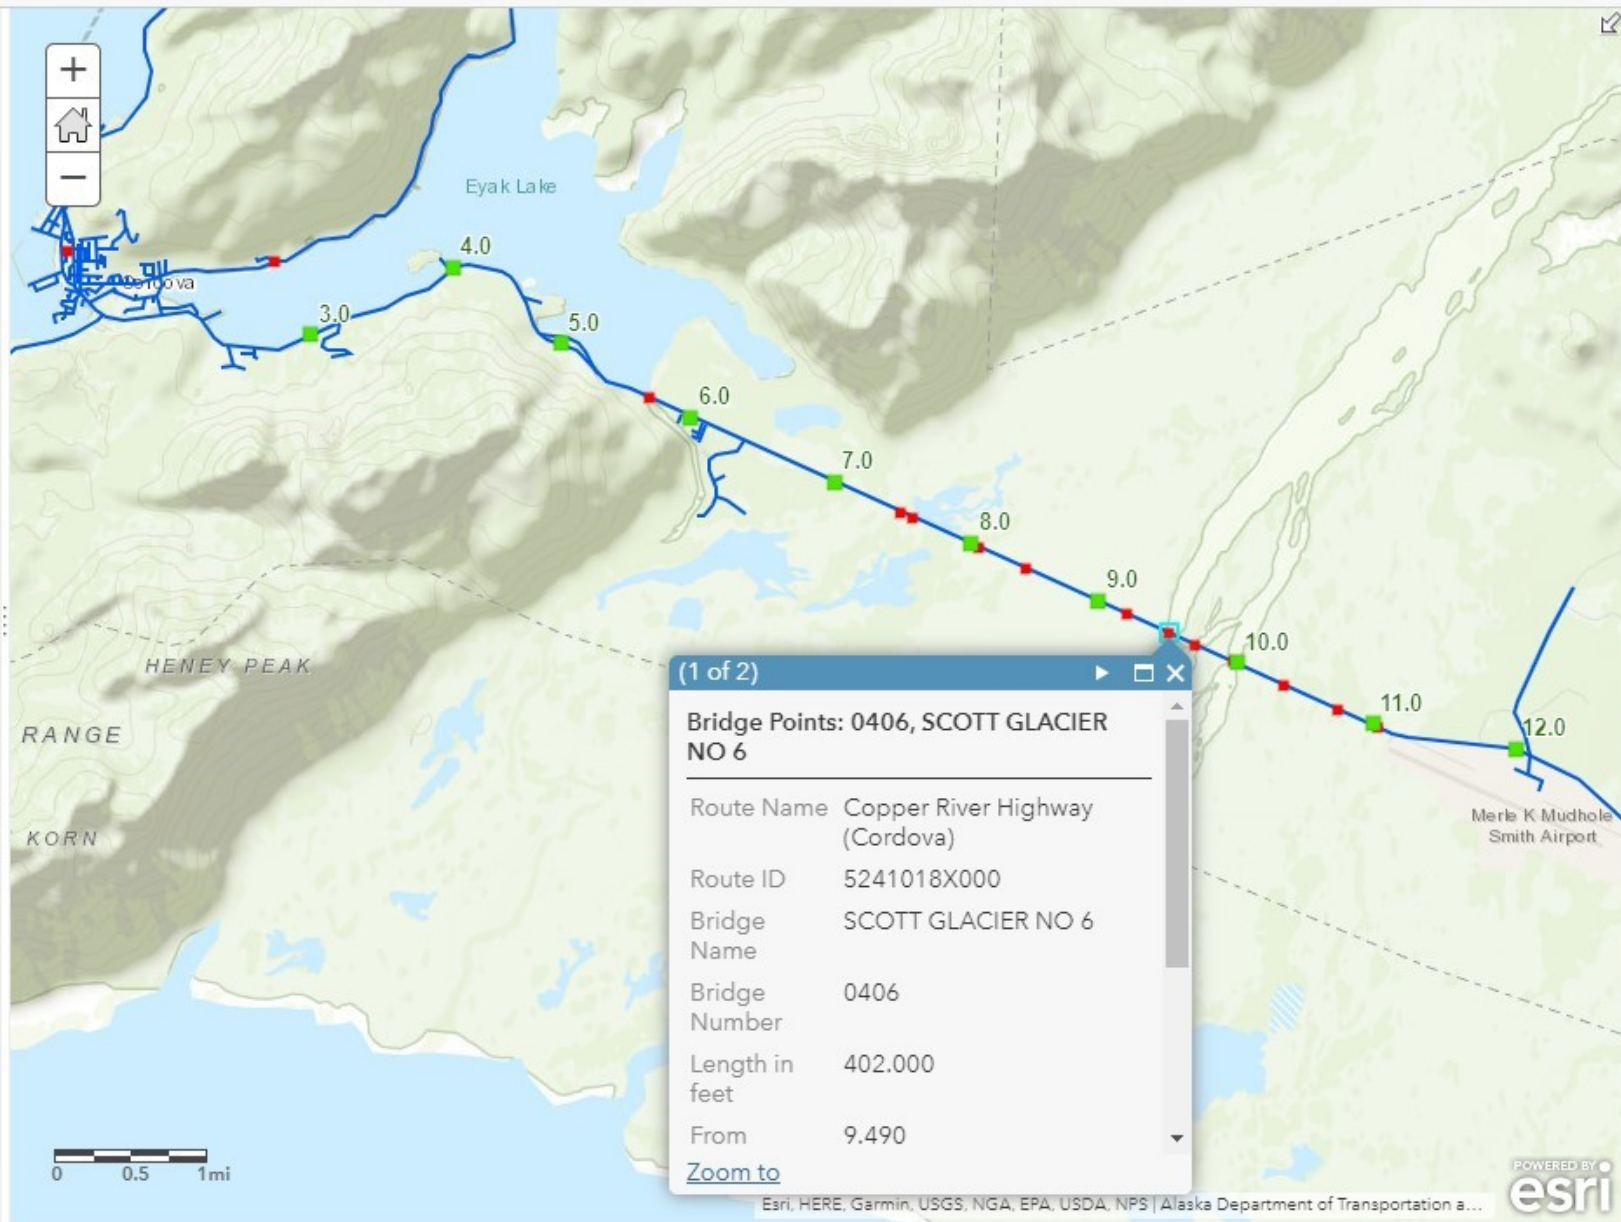 +
−
Eyak Lake
4.0
3.0
5.0
6.0
7.0
8.0
9.0
10.0
11.0
12.0
HENEY PEAK
RANGE
KORN
Merle K Mudhole
Smith Airport
(1 of 2)
Bridge Points: 0406, SCOTT GLACIER
NO 6
Route Name Copper River Highway
(Cordova)
Route ID 5241018X000
Bridge SCOTT GLACIER NO 6
Name
Bridge 0406
Number
Length in 402.000
feet
From 9.490
Zoom to
0 0.5 1mi
POWERED BY
esri
Esri, HERE, Garmin, USGS, NGA, EPA, USDA, NPS | Alaska Department of Transportation a...